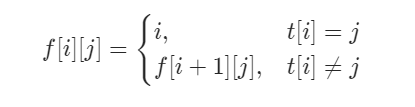 f[i][j] = { i, t[i] = j
f[i + 1][j], t[i] ≠ j